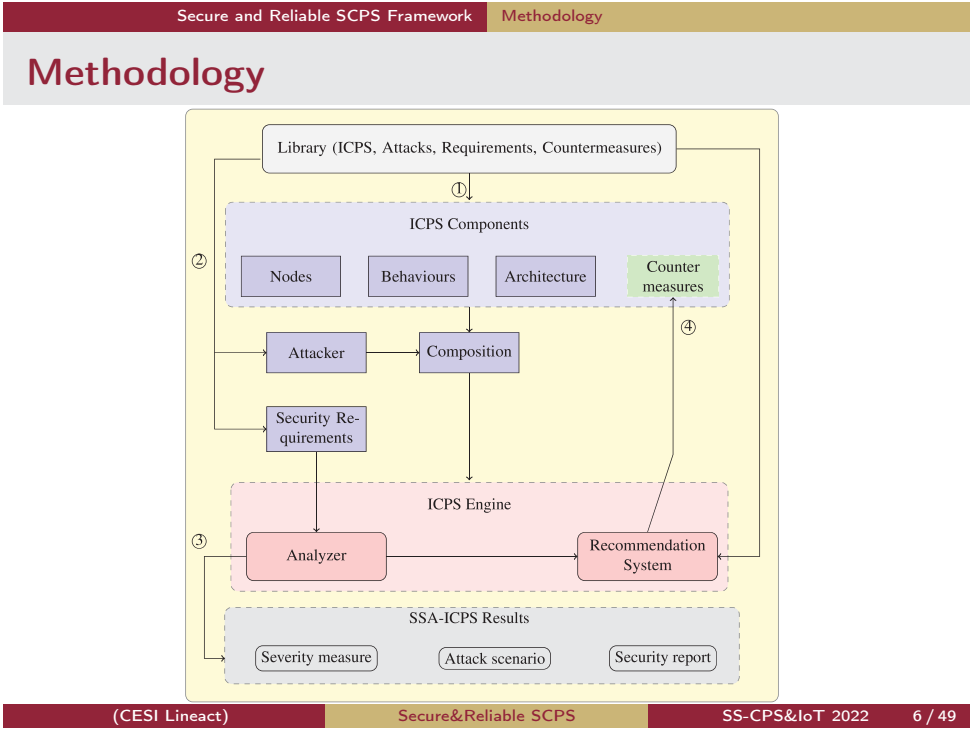 Secure and Reliable SCPS Framework Methodology
Methodology
Library (ICPS, Attacks, Requirements, Countermeasures)
①
ICPS Components
②
Nodes
Behaviours
Architecture
Counter
measures
④
Attacker
Composition
Security Re-
quirements
ICPS Engine
③
Analyzer
Recommendation
System
SSA-ICPS Results
Severity measure
Attack scenario
Security report
(CESI Lineact) Secure&Reliable SCPS SS-CPS&IoT 2022 6 / 49